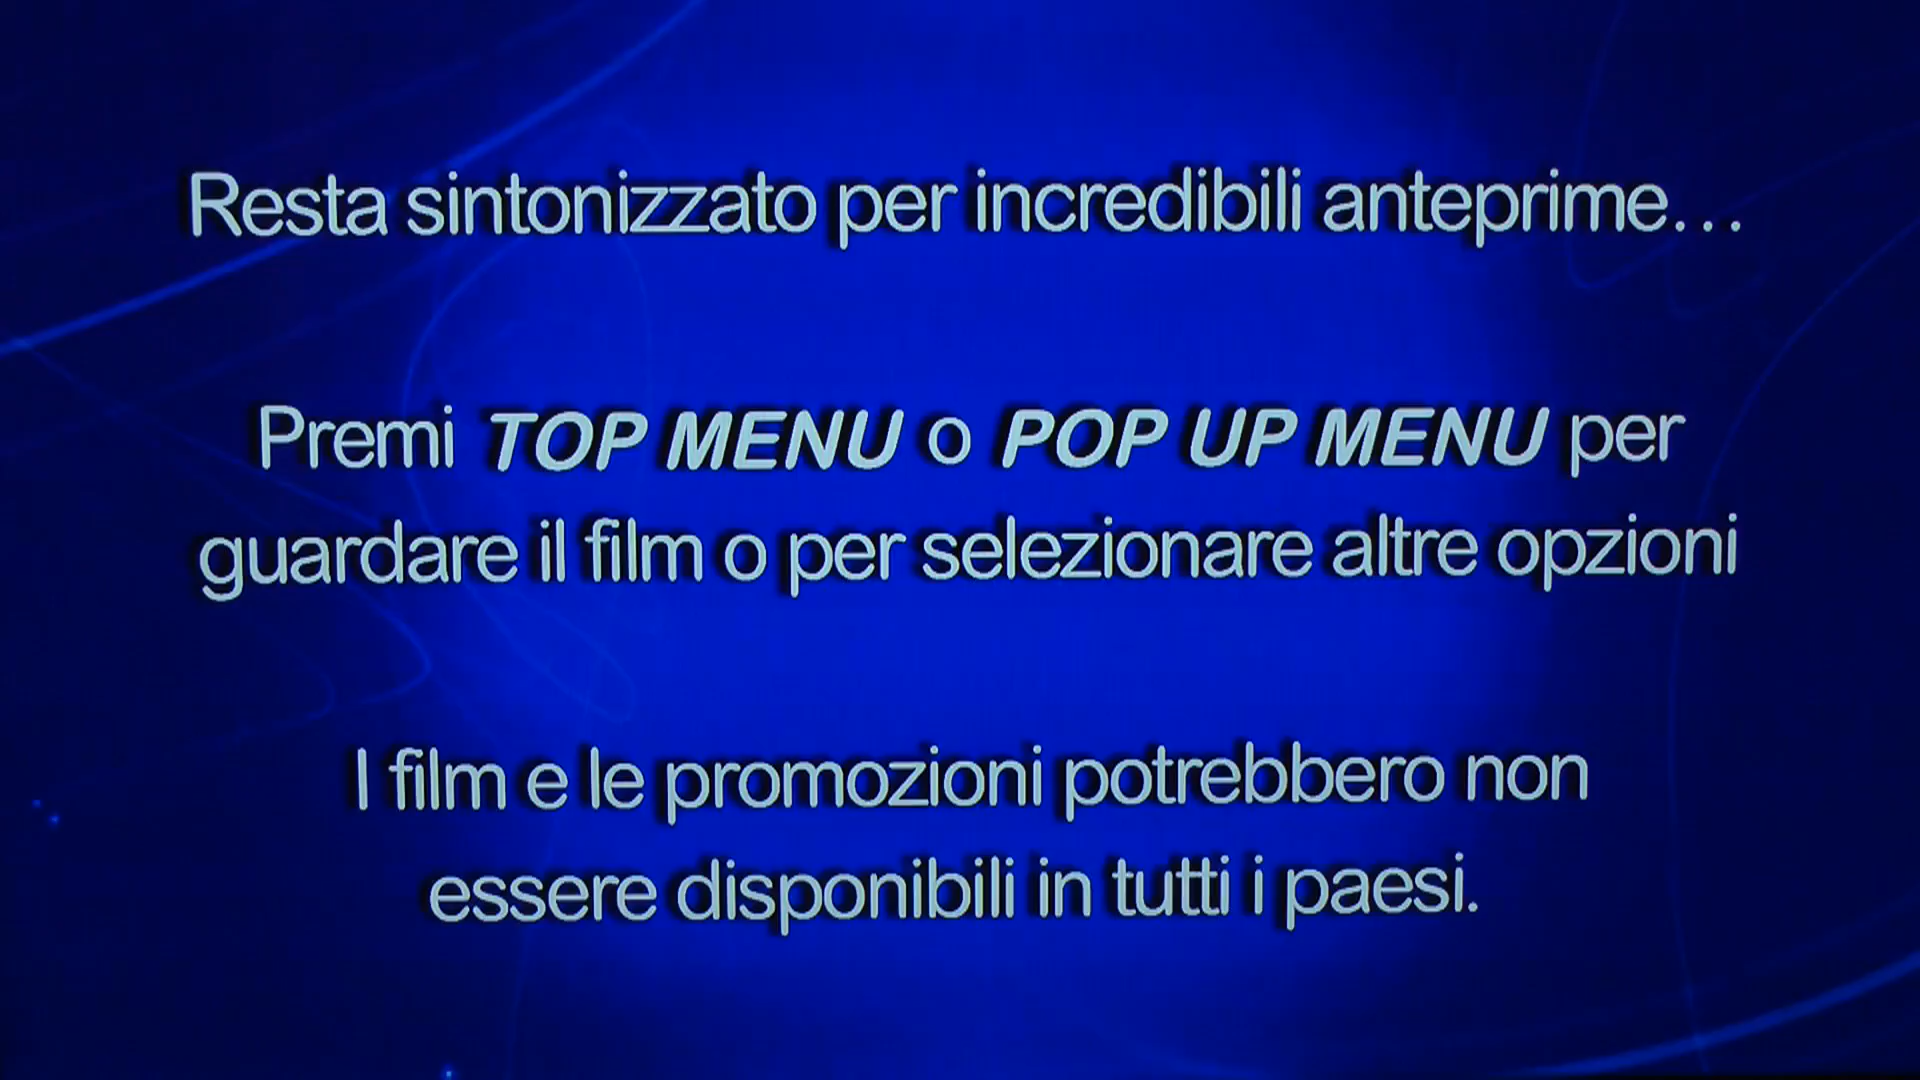 Resta sintonizzato per incredibili anteprime...
Premi TOP MENU o POP UP MENU per
guardare il film o per selezionare altre opzioni
I film e le promozioni potrebbero non
essere disponibili in tutti i paesi.